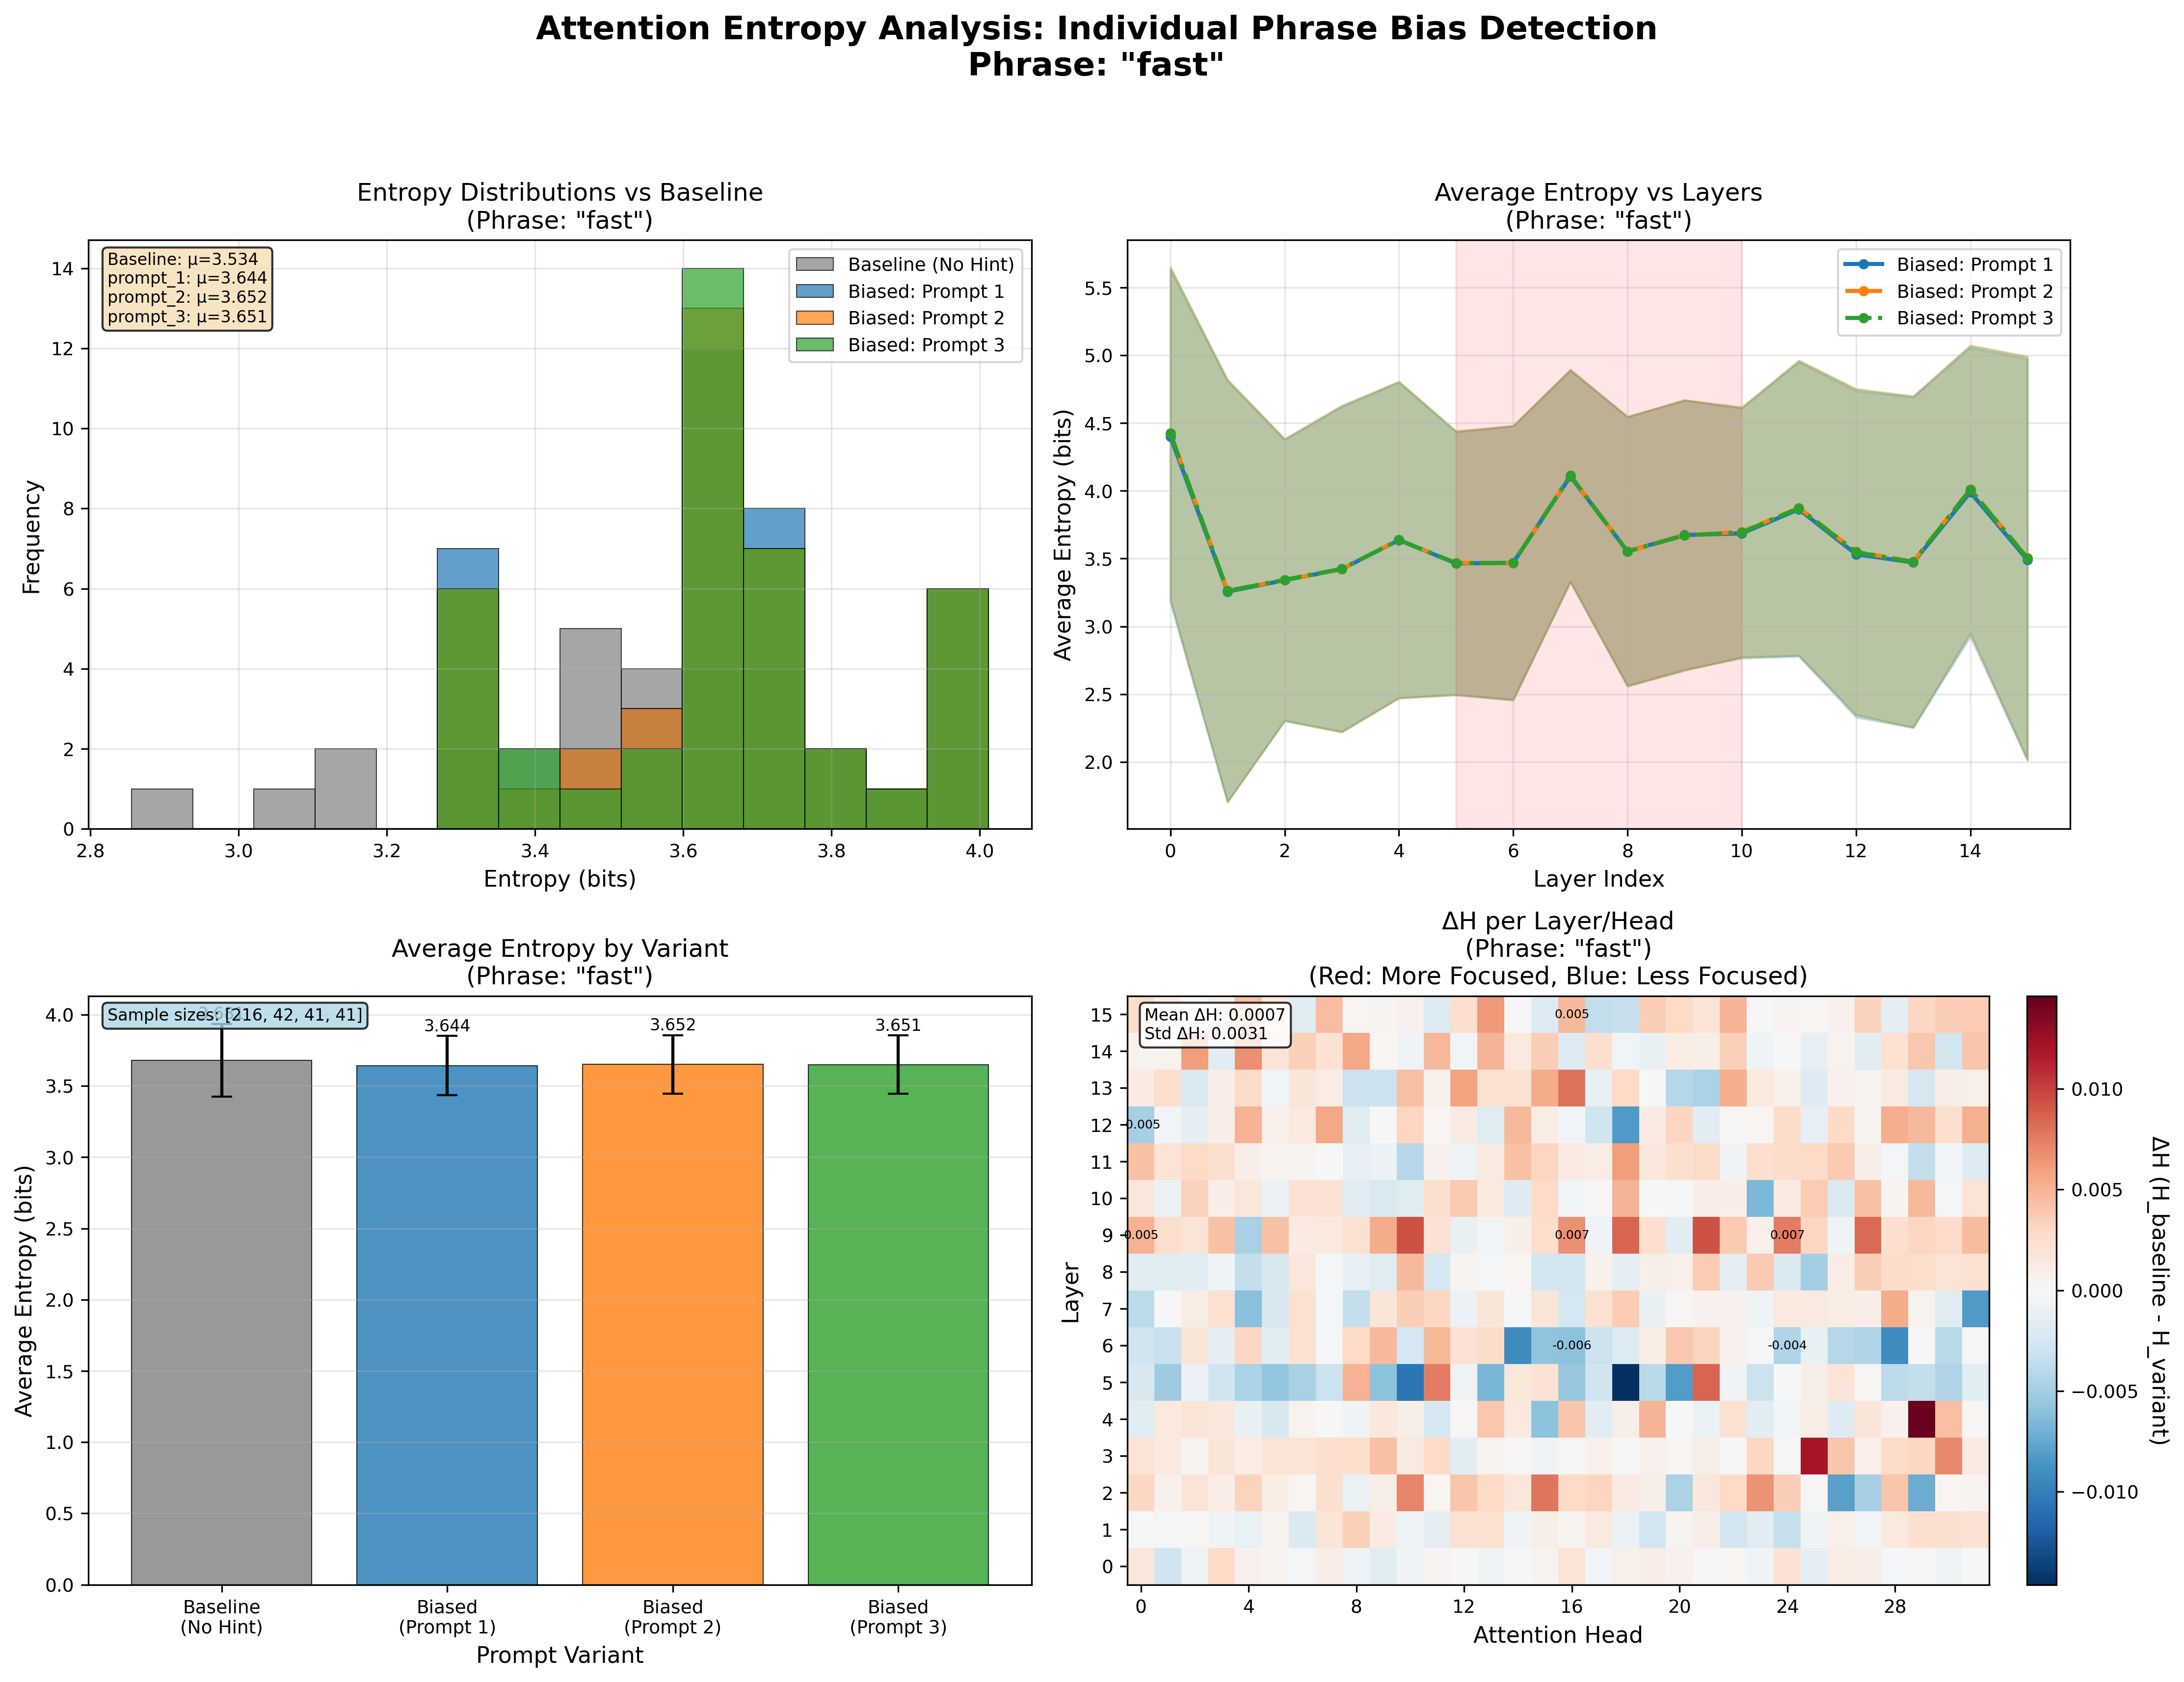 Attention Entropy Analysis: Individual Phrase Bias Detection
Phrase: "fast"
Entropy Distributions vs Baseline
(Phrase: "fast")
Baseline: μ=3.534
prompt_1: μ=3.644
prompt_2: μ=3.652
prompt_3: μ=3.651
Baseline (No Hint)
Biased: Prompt 1
Biased: Prompt 2
Biased: Prompt 3
Frequency
14
12
10
8
6
4
2
0
2.8 3.0 3.2 3.4 3.6 3.8 4.0
Entropy (bits)
Average Entropy vs Layers
(Phrase: "fast")
Biased: Prompt 1
Biased: Prompt 2
Biased: Prompt 3
Average Entropy (bits)
5.5
5.0
4.5
4.0
3.5
3.0
2.5
2.0
0 2 4 6 8 10 12 14
Layer Index
Average Entropy by Variant
(Phrase: "fast")
Sample sizes: [216, 42, 41, 41]
3.644 3.652 3.651
Average Entropy (bits)
4.0
3.5
3.0
2.5
2.0
1.5
1.0
0.5
0.0
Baseline
(No Hint)
Biased
(Prompt 1)
Biased
(Prompt 2)
Biased
(Prompt 3)
Prompt Variant
ΔH per Layer/Head
(Phrase: "fast")
(Red: More Focused, Blue: Less Focused)
Mean ΔH: 0.0007
Std ΔH: 0.0031
Layer
15 0.005
14
13
12 -0.005
11
10
9 0.005 0.007 0.007
8
7
6 -0.006 -0.004
5
4
3
2
1
0
0 4 8 12 16 20 24 28
Attention Head
0.010
0.005
0.000
−0.005
−0.010
ΔH (H_baseline - H_variant)